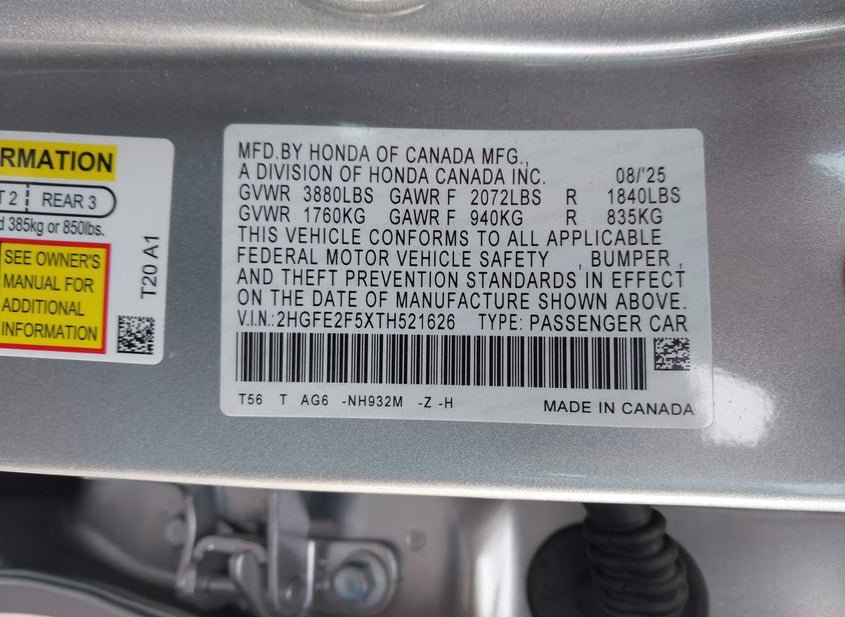 RMATION
T 2 REAR 3
d 385kg or 850lbs.
SEE OWNER'S
MANUAL FOR
ADDITIONAL
INFORMATION
T20 A1
MFD.BY HONDA OF CANADA MFG.,
A DIVISION OF HONDA CANADA INC. 08/'25
GVWR 3880LBS GAWR F 2072LBS R 1840LBS
GVWR 1760KG GAWR F 940KG R 835KG
THIS VEHICLE CONFORMS TO ALL APPLICABLE
FEDERAL MOTOR VEHICLE SAFETY , BUMPER ,
AND THEFT PREVENTION STANDARDS IN EFFECT
ON THE DATE OF MANUFACTURE SHOWN ABOVE.
V.I.N.:2HGFE2F5XTH521626 TYPE: PASSENGER CAR
T56 T AG6 -NH932M -Z -H MADE IN CANADA